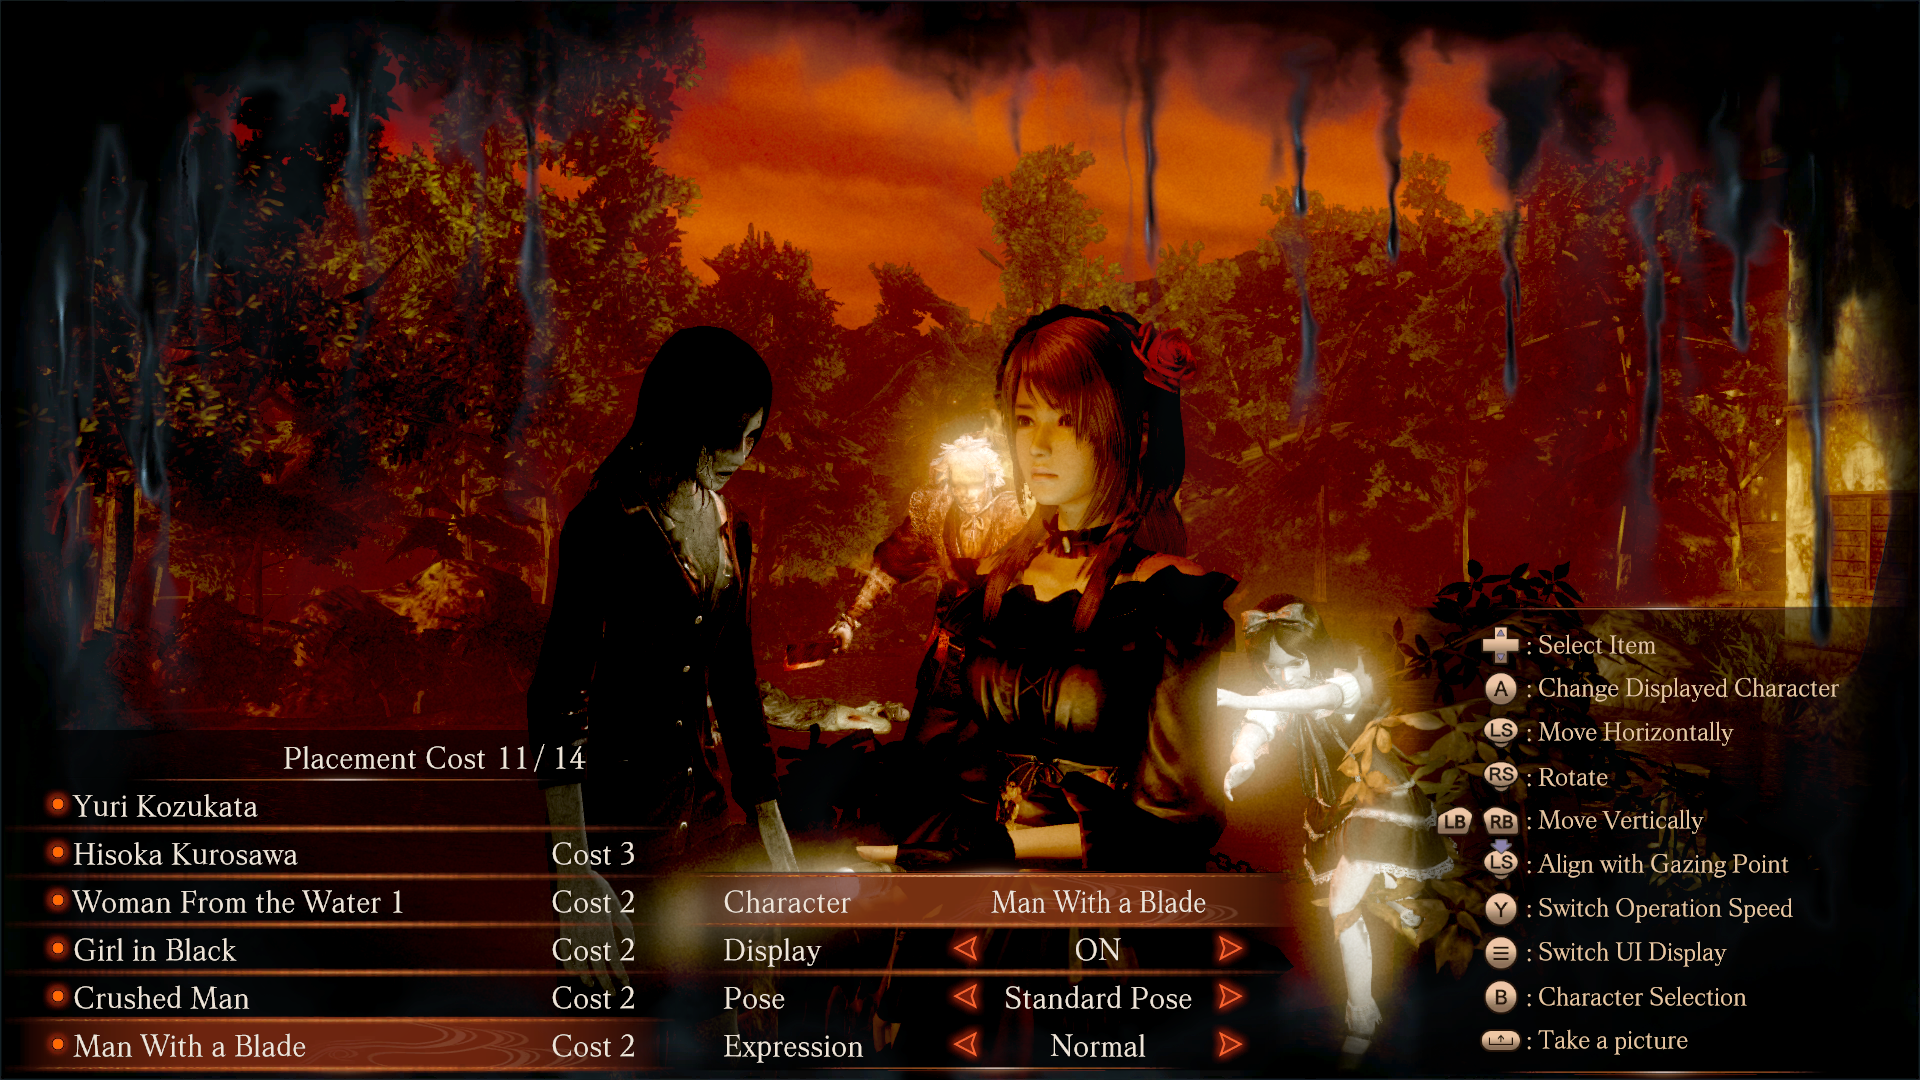 Placement Cost 11/14
Yuri Kozukata
Hisoka Kurosawa Cost 3
Woman From the Water 1 Cost 2
Girl in Black Cost 2
Crushed Man Cost 2
Man With a Blade Cost 2
Character Man With a Blade
Display ON
Pose Standard Pose
Expression Normal
: Select Item
A : Change Displayed Character
LS : Move Horizontally
RS : Rotate
LB RB : Move Vertically
LS : Align with Gazing Point
Y : Switch Operation Speed
: Switch UI Display
B : Character Selection
: Take a picture